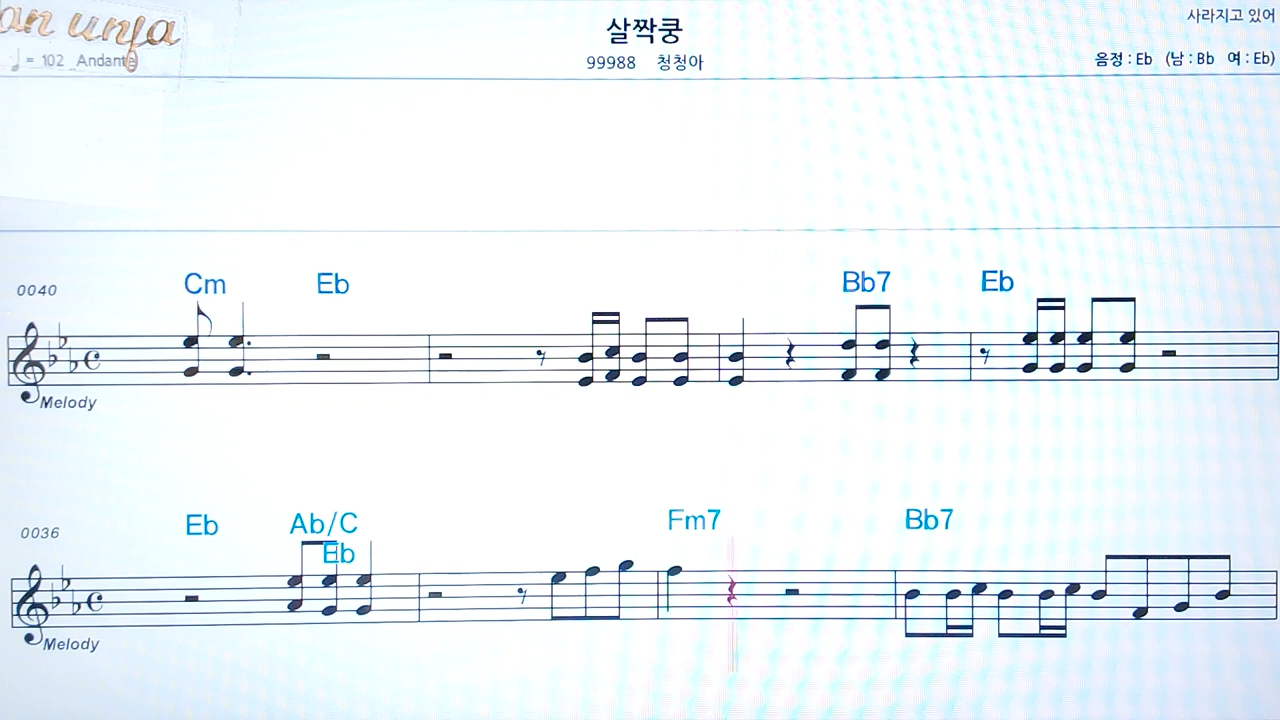 an unfa
살짝쿵
사라지고 있어
= 102 Andante
99988 청청아
음정 : Eb (남 : Bb 여 : Eb)
0040 Cm Eb Bb7 Eb
Melody
0036 Eb Ab/C Eb Fm7 Bb7
Melody